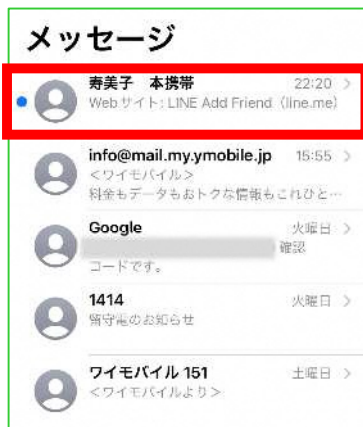 メッセージ
寿美子　本携帯 22:20
Webサイト: LINE Add Friend（line.me）
info@mail.my.ymobile.jp 15:55
＜ワイモバイル＞
料金もデータもおトクな情報もこれひと…
Google 火曜日
確認
コードです。
1414 火曜日
留守電のお知らせ
ワイモバイル 151 土曜日
＜ワイモバイルより＞